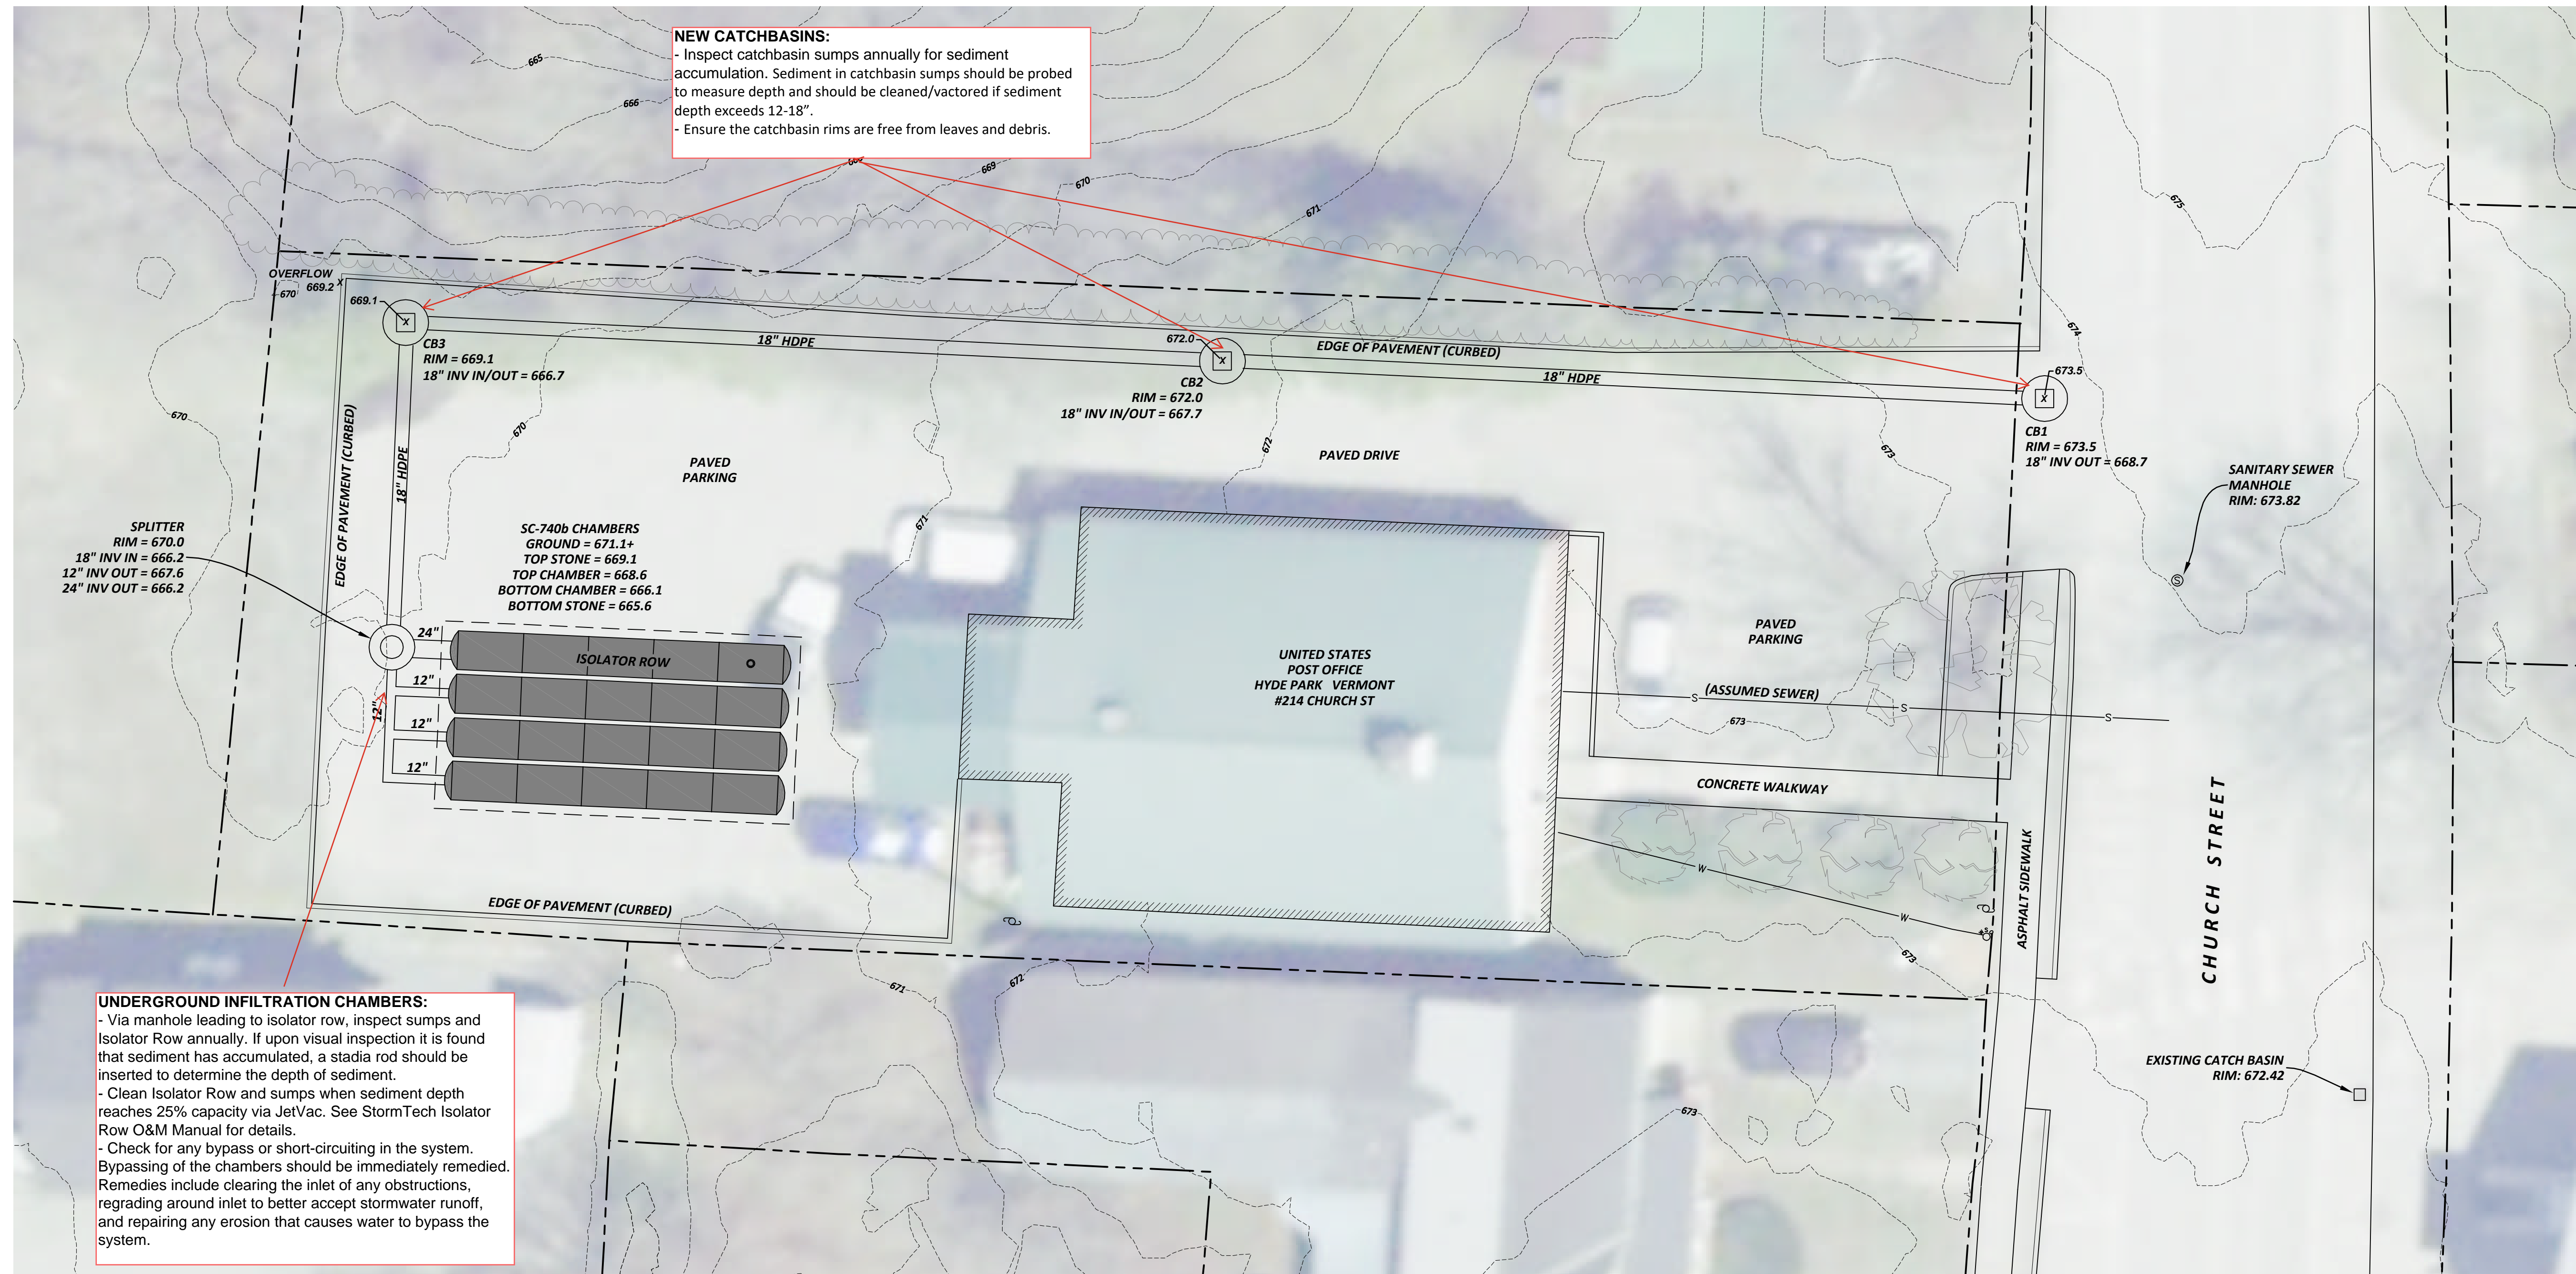 NEW CATCHBASINS:
- Inspect catchbasin sumps annually for sediment
accumulation. Sediment in catchbasin sumps should be probed
to measure depth and should be cleaned/vactored if sediment
depth exceeds 12-18”.
- Ensure the catchbasin rims are free from leaves and debris.
665
666
669
670
671
675
674
OVERFLOW
669.2 X
670
669.1
X
CB3
RIM = 669.1
18" INV IN/OUT = 666.7
18" HDPE
672.0
X
CB2
RIM = 672.0
18" INV IN/OUT = 667.7
EDGE OF PAVEMENT (CURBED)
18" HDPE
673.5
X
CB1
RIM = 673.5
18" INV OUT = 668.7
SANITARY SEWER
MANHOLE
RIM: 673.82
S
670
EDGE OF PAVEMENT (CURBED)
18" HDPE
670
PAVED
PARKING
671
672
PAVED DRIVE
673
SPLITTER
RIM = 670.0
18" INV IN = 666.2
12" INV OUT = 667.6
24" INV OUT = 666.2
SC-740b CHAMBERS
GROUND = 671.1+
TOP STONE = 669.1
TOP CHAMBER = 668.6
BOTTOM CHAMBER = 666.1
BOTTOM STONE = 665.6
24"
ISOLATOR ROW
12"
12"
12"
12"
UNITED STATES
POST OFFICE
HYDE PARK VERMONT
#214 CHURCH ST
PAVED
PARKING
S
(ASSUMED SEWER)
S
S
673
CONCRETE WALKWAY
W
W
ASPHALT SIDEWALK
CHURCH STREET
EDGE OF PAVEMENT (CURBED)
671
672
673
673
EXISTING CATCH BASIN
RIM: 672.42
UNDERGROUND INFILTRATION CHAMBERS:
- Via manhole leading to isolator row, inspect sumps and
Isolator Row annually. If upon visual inspection it is found
that sediment has accumulated, a stadia rod should be
inserted to determine the depth of sediment.
- Clean Isolator Row and sumps when sediment depth
reaches 25% capacity via JetVac. See StormTech Isolator
Row O&M Manual for details.
- Check for any bypass or short-circuiting in the system.
Bypassing of the chambers should be immediately remedied.
Remedies include clearing the inlet of any obstructions,
regrading around inlet to better accept stormwater runoff,
and repairing any erosion that causes water to bypass the
system.